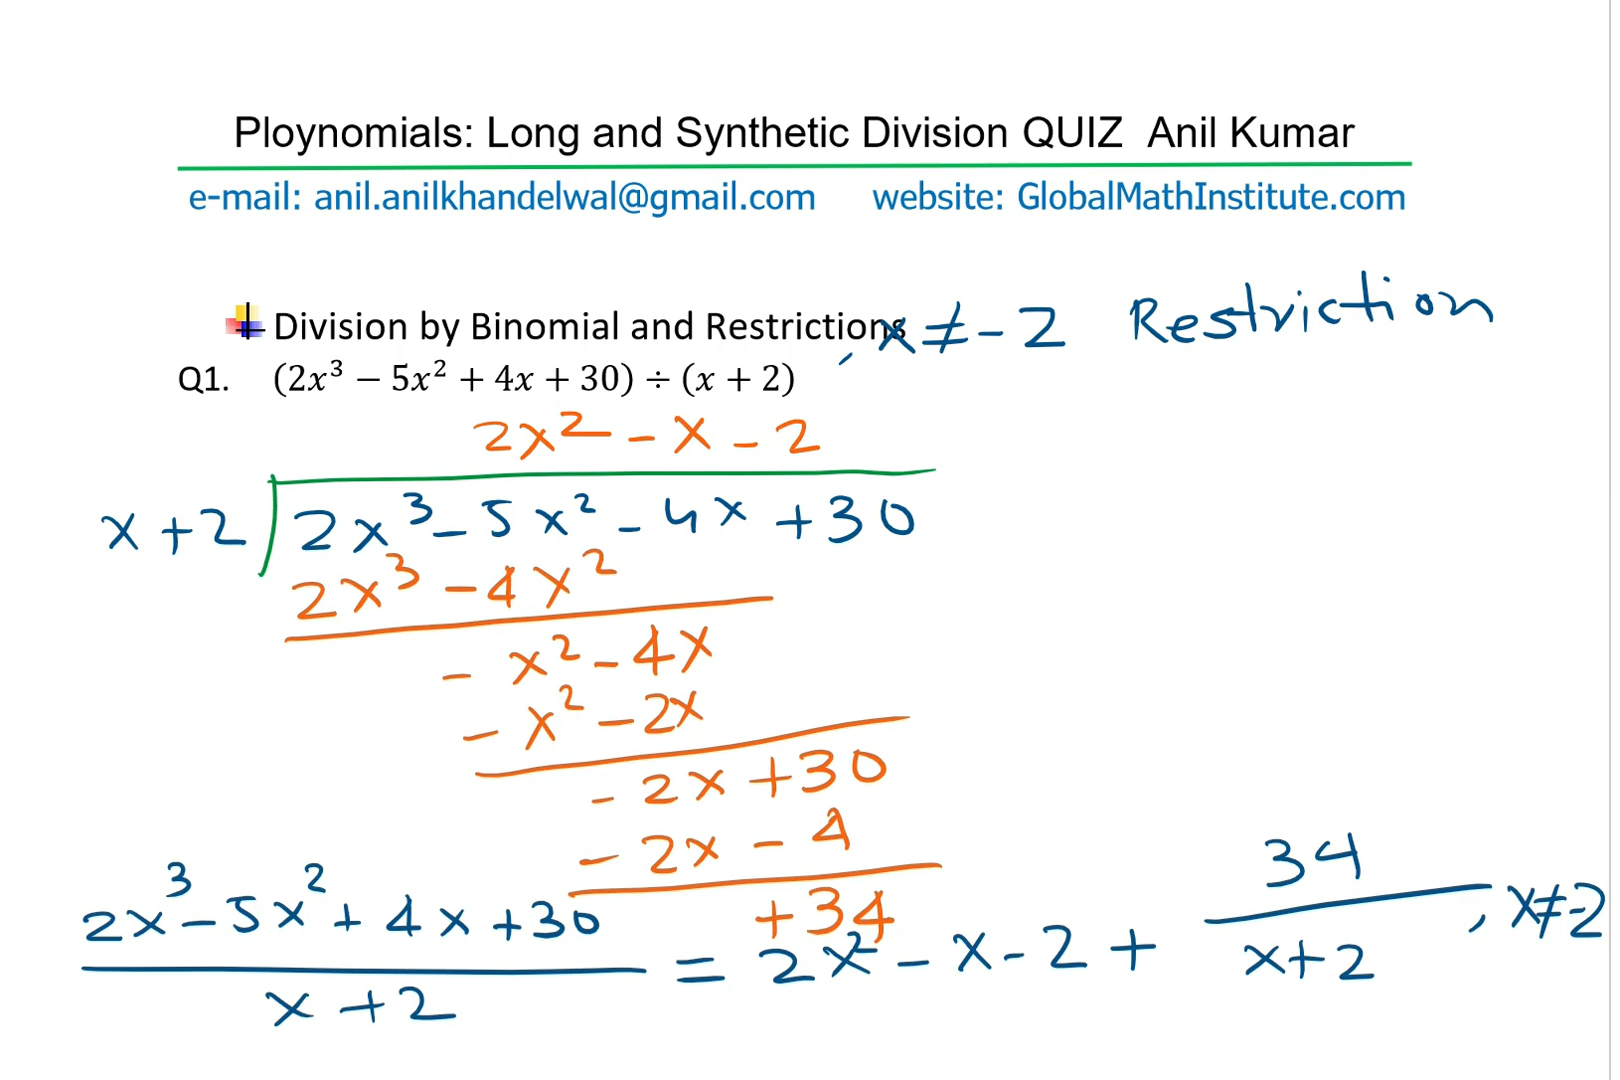 Ploynomials: Long and Synthetic Division QUIZ Anil Kumar
e-mail: anil.anilkhandelwal@gmail.com website: GlobalMathInstitute.com
Division by Binomial and Restrictions
, x ≠ -2 Restriction
Q1. (2x³ − 5x² + 4x + 30) ÷ (x + 2)
2x² - x - 2
x + 2 2x³ - 5x² - 4x + 30
2x³ - 4x²
- x² - 4x
- x² - 2x
- 2x + 30
- 2x - 4
+ 34
2x³ - 5x² + 4x + 30 / x + 2 = 2x² - x - 2 + 34 / x + 2 , x ≠ -2